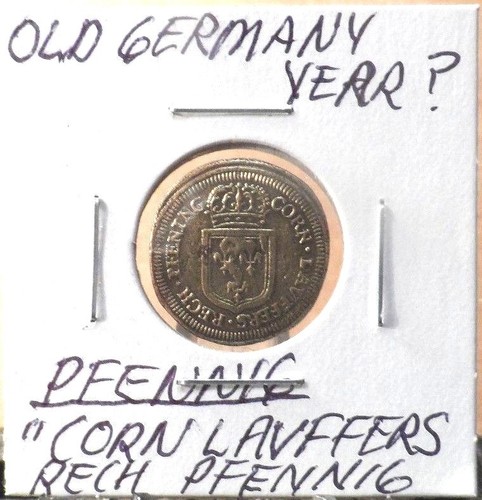 OLD GERMANY
YEAR?
CORN·LAVFFERS·RECH·PFENING
PFENNIG
"CORN LAVFFERS
RECH PFENNIG